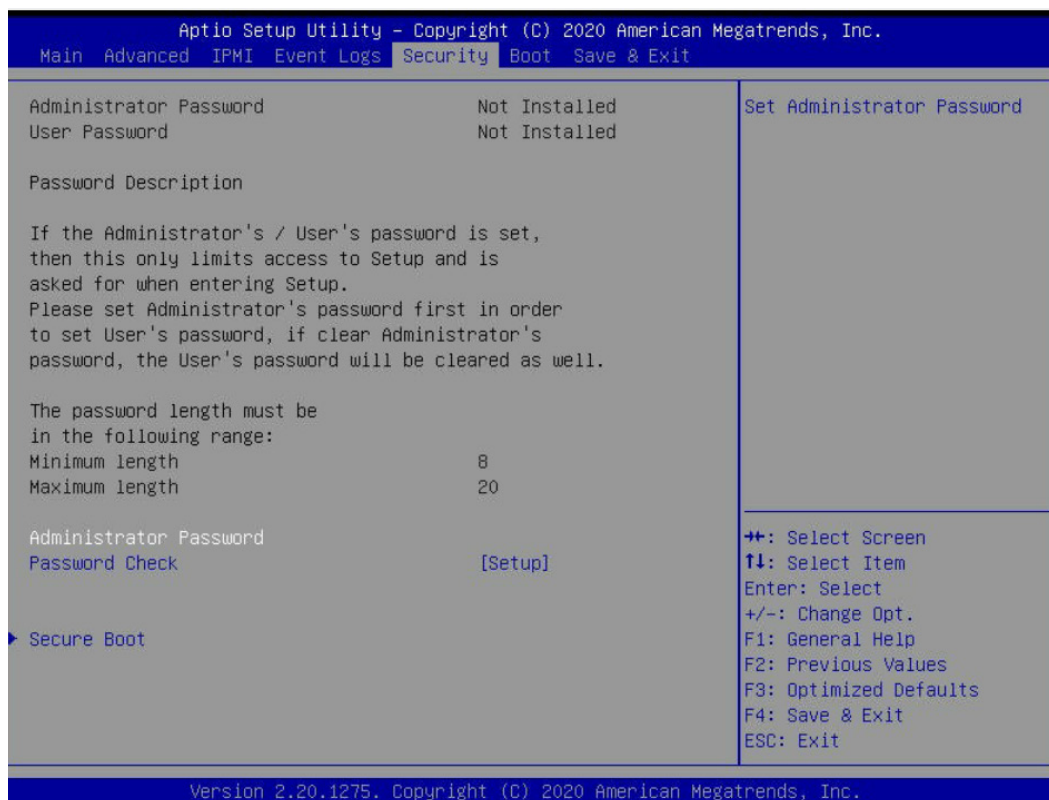 Aptio Setup Utility – Copyright (C) 2020 American Megatrends, Inc.
Main Advanced IPMI Event Logs Security Boot Save & Exit
Administrator Password Not Installed
User Password Not Installed
Password Description
If the Administrator's / User's password is set,
then this only limits access to Setup and is
asked for when entering Setup.
Please set Administrator's password first in order
to set User's password, if clear Administrator's
password, the User's password will be cleared as well.
The password length must be
in the following range:
Minimum length 8
Maximum length 20
Administrator Password
Password Check [Setup]
Secure Boot
Set Administrator Password
→←: Select Screen
↑↓: Select Item
Enter: Select
+/-: Change Opt.
F1: General Help
F2: Previous Values
F3: Optimized Defaults
F4: Save & Exit
ESC: Exit
Version 2.20.1275. Copyright (C) 2020 American Megatrends, Inc.